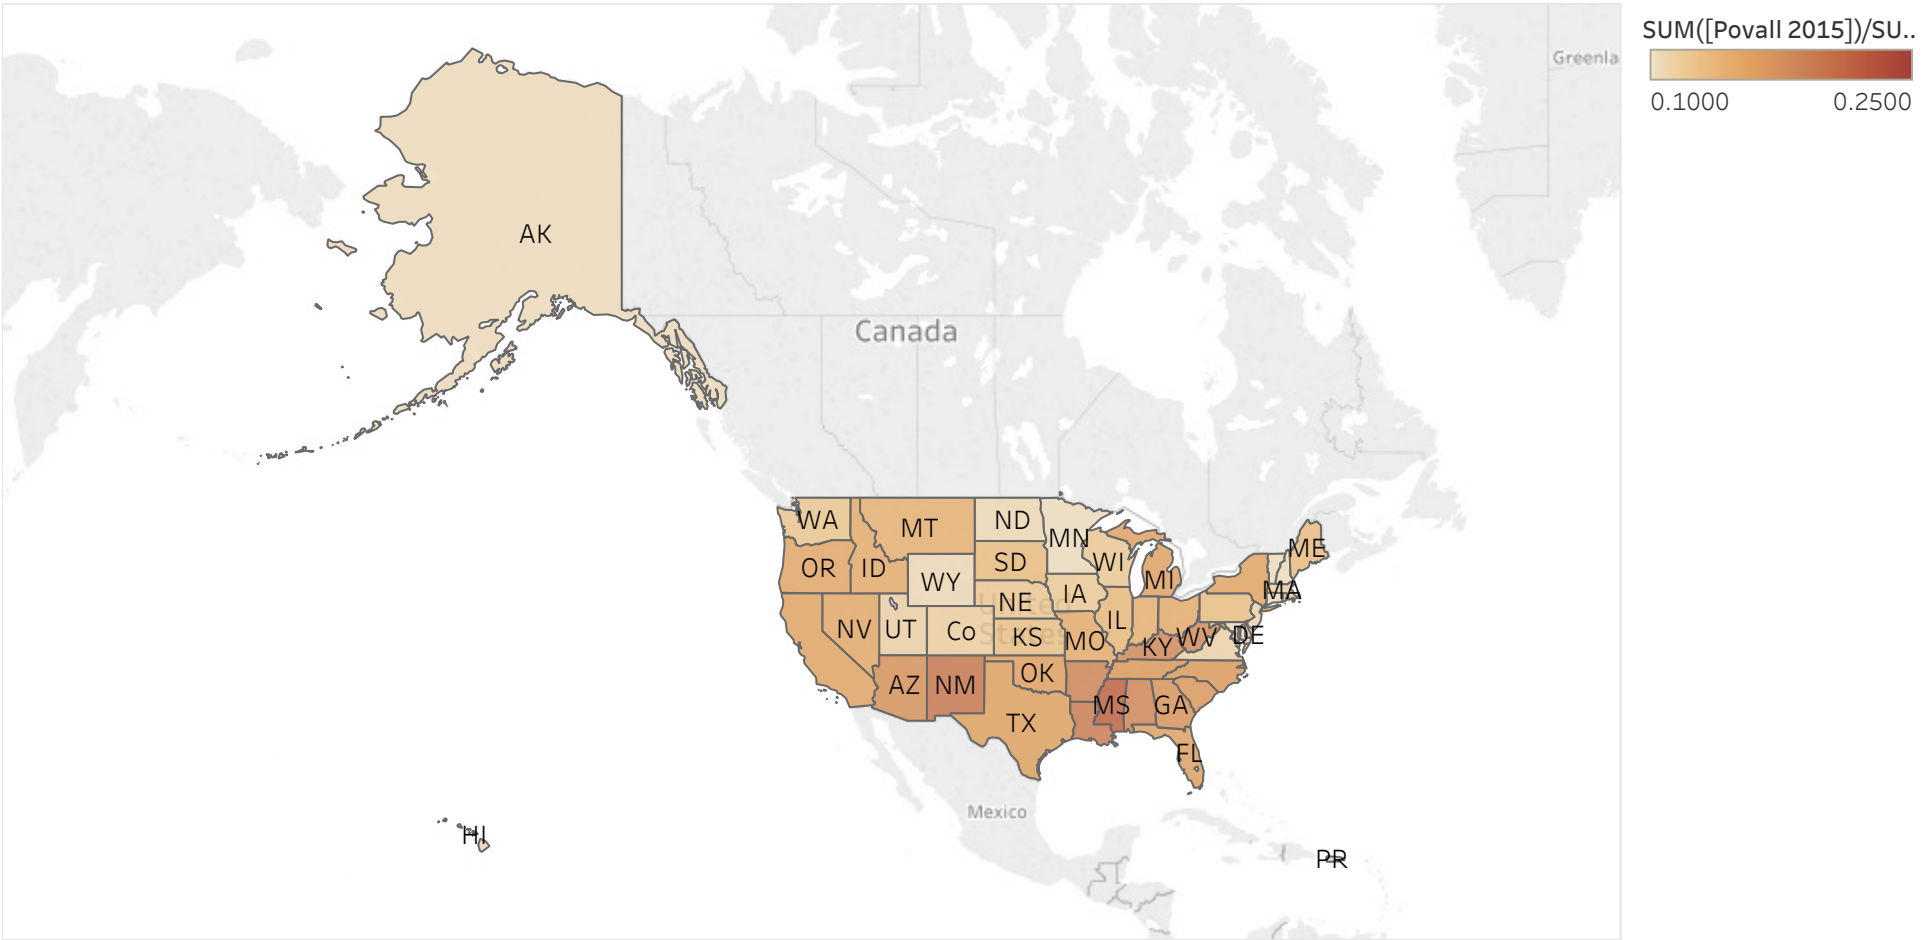 SUM([Povall 2015])/SU..
0.1000 0.2500
Greenla
AK
Canada
WA
MT
ND
MN
ME
OR
ID
WY
SD
WI
MI
MA
NE
IA
United
States
NV
UT
Co
KS
MO
IL
KY
WV
DE
AZ
NM
OK
TX
MS
GA
FL
Mexico
HI
PR